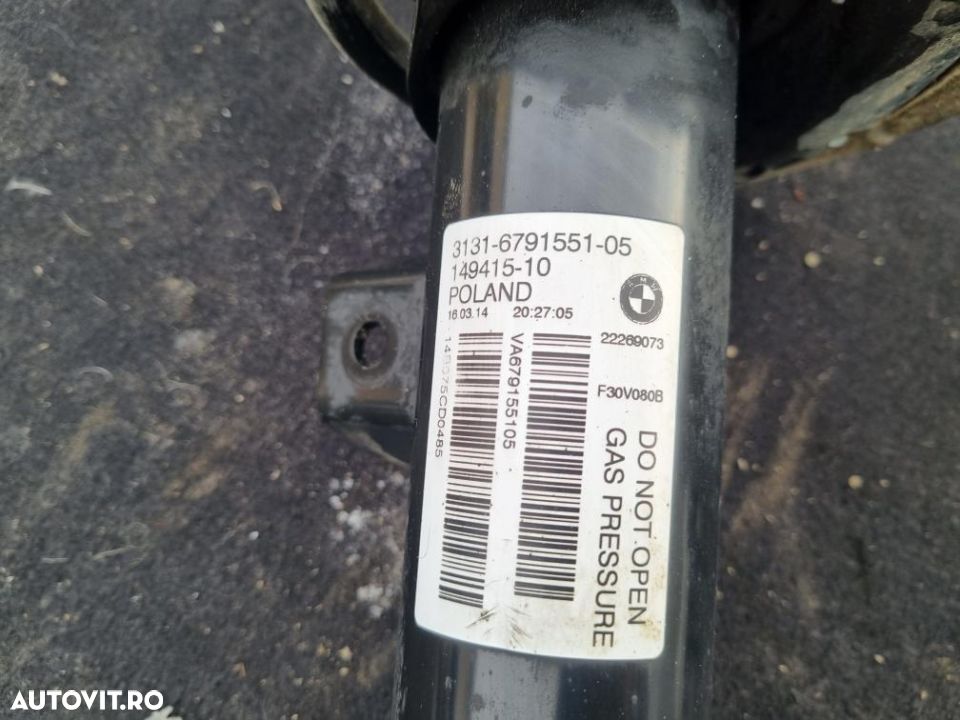 3131-6791551-05
149415-10
POLAND
16.03.14 20:27:05
BMW
22269073
F30V080B
VA679155105
DO NOT OPEN
GAS PRESSURE
AUTOVIT.RO